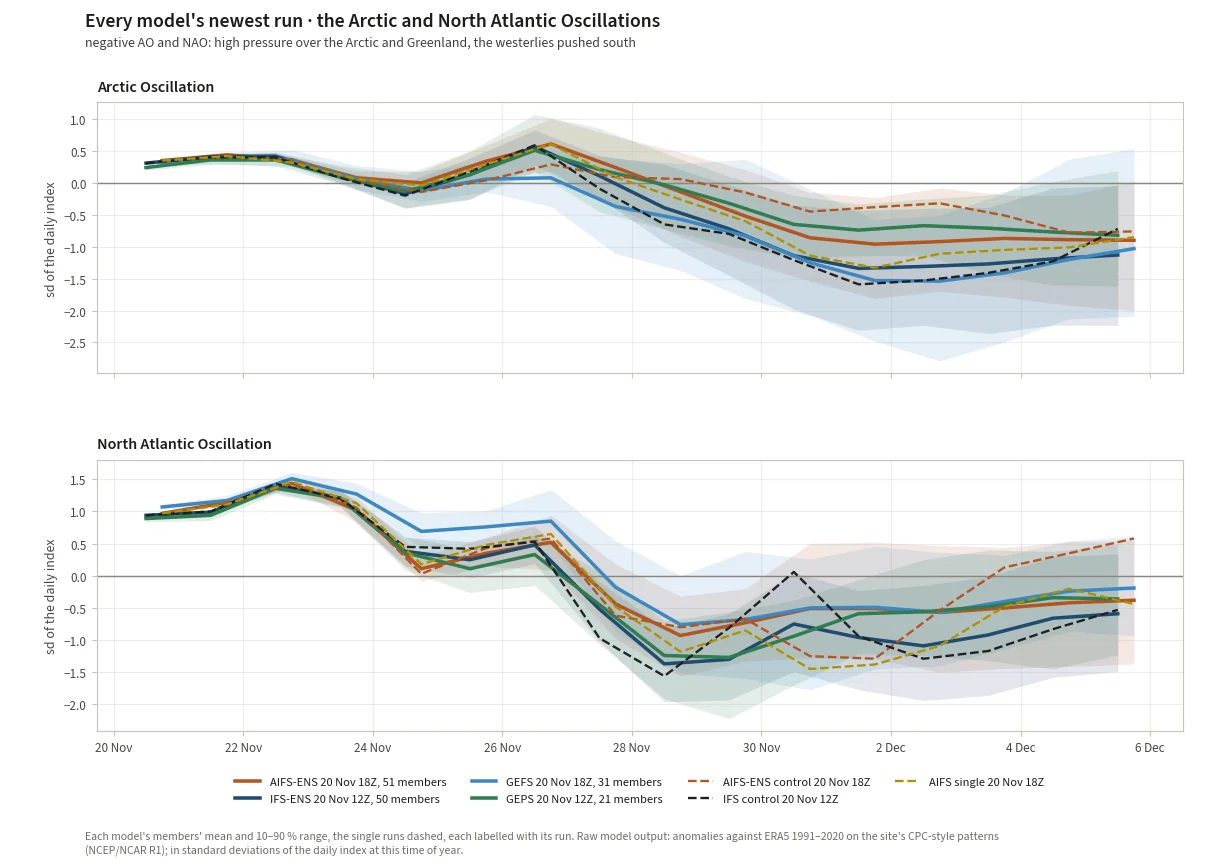 Every model's newest run · the Arctic and North Atlantic Oscillations
negative AO and NAO: high pressure over the Arctic and Greenland, the westerlies pushed south
Arctic Oscillation
sd of the daily index
1.0
0.5
0.0
−0.5
−1.0
−1.5
−2.0
−2.5
North Atlantic Oscillation
sd of the daily index
1.5
1.0
0.5
0.0
−0.5
−1.0
−1.5
−2.0
20 Nov 22 Nov 24 Nov 26 Nov 28 Nov 30 Nov 2 Dec 4 Dec 6 Dec
AIFS-ENS 20 Nov 18Z, 51 members GEFS 20 Nov 18Z, 31 members AIFS-ENS control 20 Nov 18Z AIFS single 20 Nov 18Z
IFS-ENS 20 Nov 12Z, 50 members GEPS 20 Nov 12Z, 21 members IFS control 20 Nov 12Z
Each model's members' mean and 10–90 % range, the single runs dashed, each labelled with its run. Raw model output: anomalies against ERA5 1991–2020 on the site's CPC-style patterns
(NCEP/NCAR R1); in standard deviations of the daily index at this time of year.